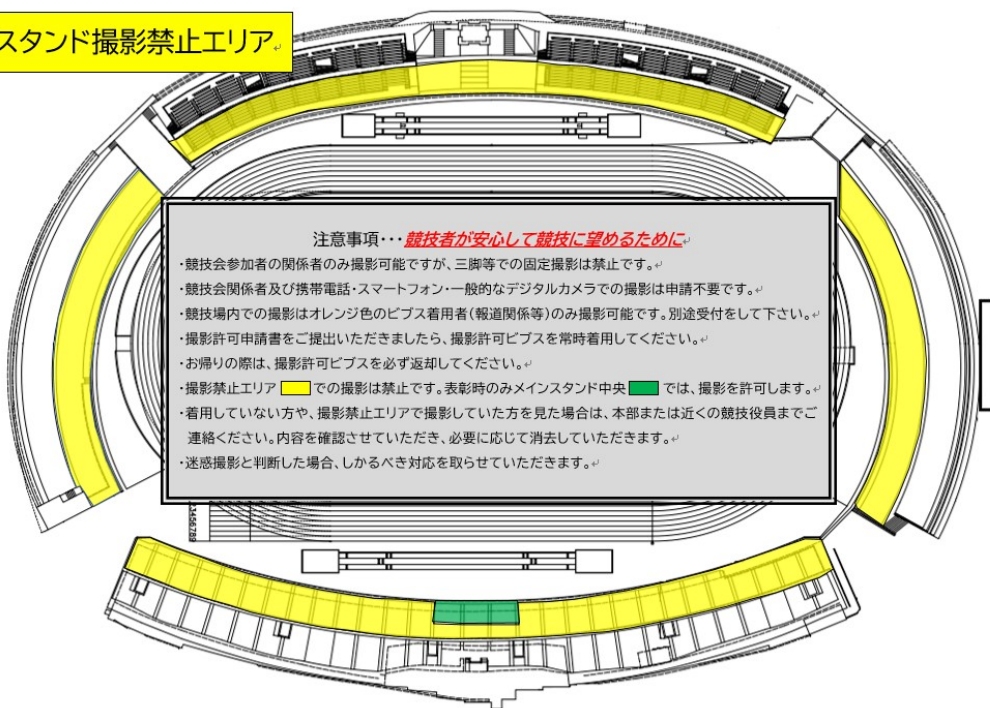 スタンド撮影禁止エリア
注意事項･･･競技者が安心して競技に望めるために
・競技会参加者の関係者のみ撮影可能ですが、三脚等での固定撮影は禁止です。
・競技会関係者及び携帯電話・スマートフォン・一般的なデジタルカメラでの撮影は申請不要です。
・競技場内での撮影はオレンジ色のビブス着用者(報道関係等)のみ撮影可能です。別途受付をして下さい。
・撮影許可申請書をご提出いただきましたら、撮影許可ビブスを常時着用してください。
・お帰りの際は、撮影許可ビブスを必ず返却してください。
・撮影禁止エリア での撮影は禁止です。表彰時のみメインスタンド中央 では、撮影を許可します。
・着用していない方や、撮影禁止エリアで撮影していた方を見た場合は、本部または近くの競技役員までご
連絡ください。内容を確認させていただき、必要に応じて消去していただきます。
・迷惑撮影と判断した場合、しかるべき対応を取らせていただきます。
23456789